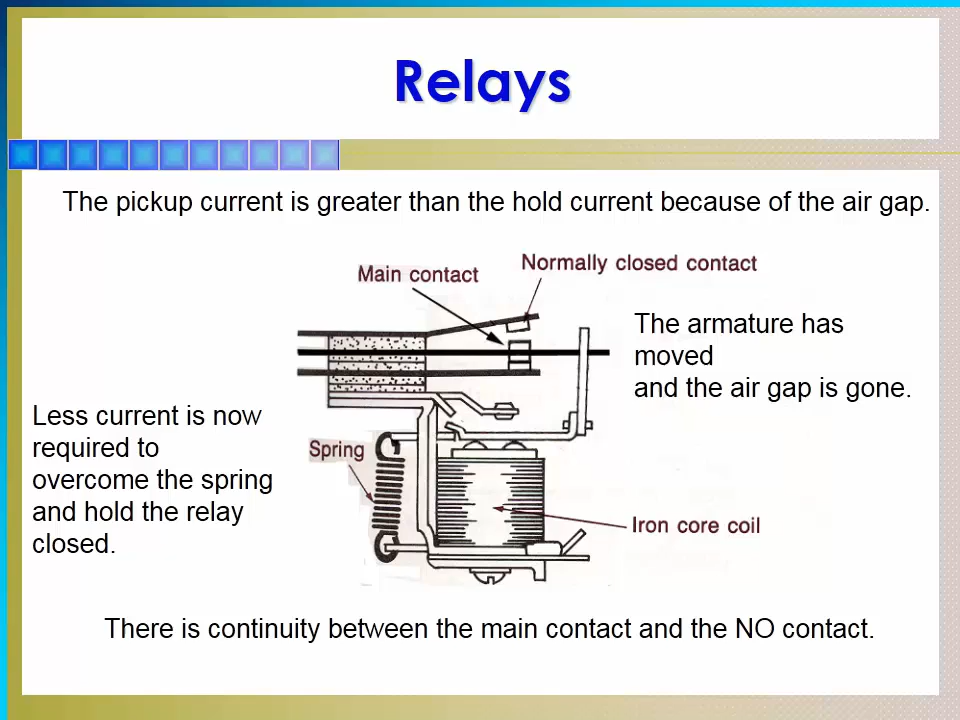 Relays
The pickup current is greater than the hold current because of the air gap.
Normally closed contact
Main contact
The armature has
moved
and the air gap is gone.
Less current is now
required to
overcome the spring
and hold the relay
closed.
Spring
Iron core coil
There is continuity between the main contact and the NO contact.